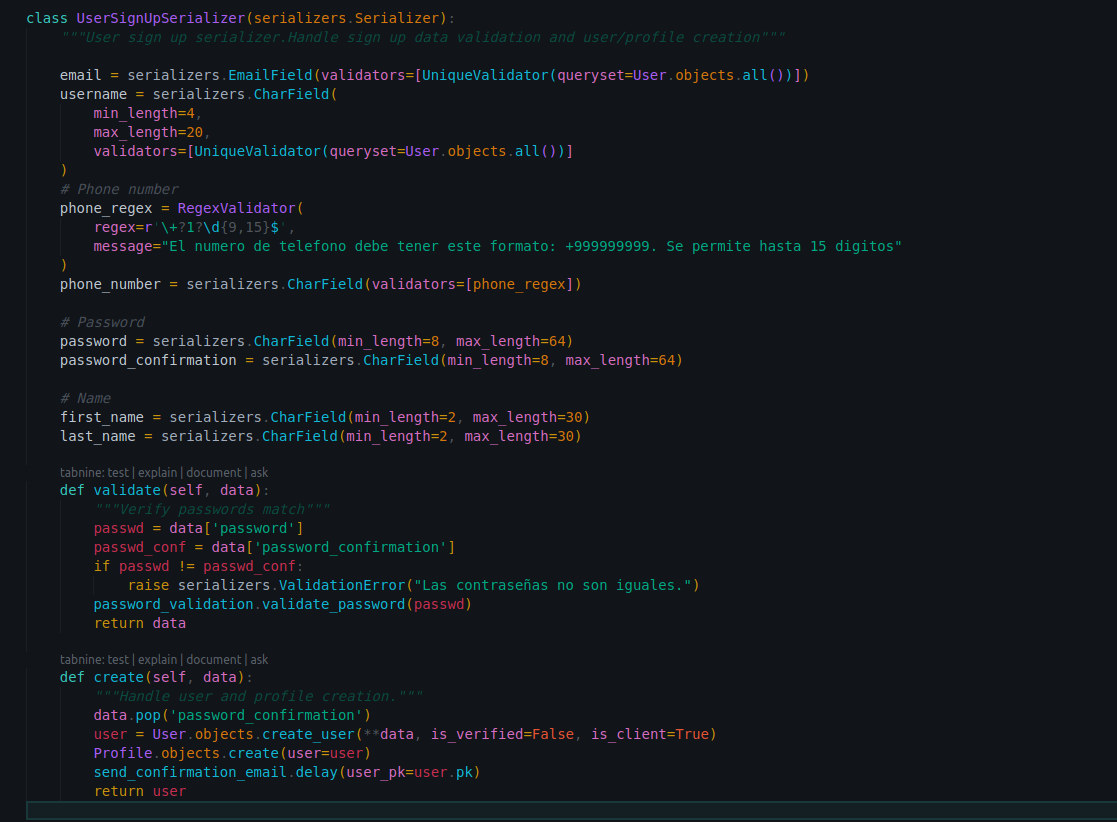 class UserSignUpSerializer(serializers.Serializer):
    """User sign up serializer.Handle sign up data validation and user/profile creation"""

    email = serializers.EmailField(validators=[UniqueValidator(queryset=User.objects.all())])
    username = serializers.CharField(
        min_length=4,
        max_length=20,
        validators=[UniqueValidator(queryset=User.objects.all())]
    )
    # Phone number
    phone_regex = RegexValidator(
        regex=r'\+?1?\d{9,15}$',
        message="El numero de telefono debe tener este formato: +999999999. Se permite hasta 15 digitos"
    )
    phone_number = serializers.CharField(validators=[phone_regex])

    # Password
    password = serializers.CharField(min_length=8, max_length=64)
    password_confirmation = serializers.CharField(min_length=8, max_length=64)

    # Name
    first_name = serializers.CharField(min_length=2, max_length=30)
    last_name = serializers.CharField(min_length=2, max_length=30)

    tabnine: test | explain | document | ask
    def validate(self, data):
        """Verify passwords match"""
        passwd = data['password']
        passwd_conf = data['password_confirmation']
        if passwd != passwd_conf:
            raise serializers.ValidationError("Las contraseñas no son iguales.")
        password_validation.validate_password(passwd)
        return data

    tabnine: test | explain | document | ask
    def create(self, data):
        """Handle user and profile creation."""
        data.pop('password_confirmation')
        user = User.objects.create_user(**data, is_verified=False, is_client=True)
        Profile.objects.create(user=user)
        send_confirmation_email.delay(user_pk=user.pk)
        return user